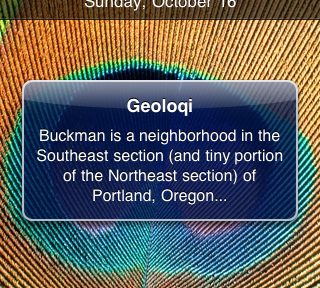 Sunday, October 16
Geoloqi
Buckman is a neighborhood in the
Southeast section (and tiny portion
of the Northeast section) of
Portland, Oregon...